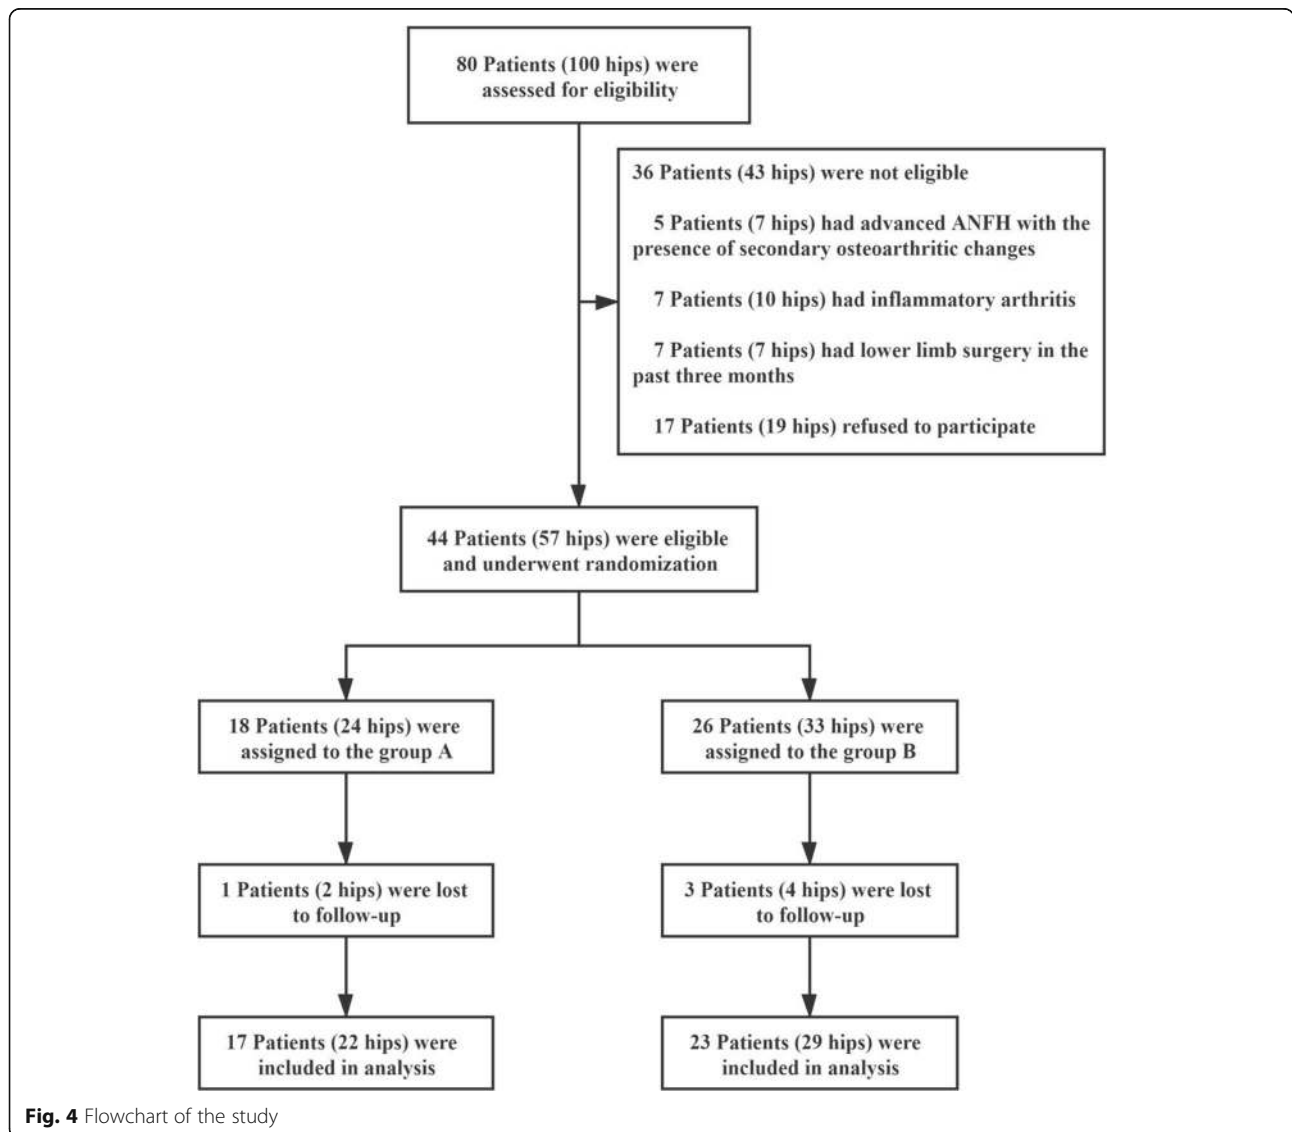 80 Patients (100 hips) were
assessed for eligibility
36 Patients (43 hips) were not eligible
5 Patients (7 hips) had advanced ANFH with the
presence of secondary osteoarthritic changes
7 Patients (10 hips) had inflammatory arthritis
7 Patients (7 hips) had lower limb surgery in the
past three months
17 Patients (19 hips) refused to participate
44 Patients (57 hips) were eligible
and underwent randomization
18 Patients (24 hips) were
assigned to the group A
26 Patients (33 hips) were
assigned to the group B
1 Patients (2 hips) were lost
to follow-up
3 Patients (4 hips) were lost
to follow-up
17 Patients (22 hips) were
included in analysis
23 Patients (29 hips) were
included in analysis
Fig. 4 Flowchart of the study